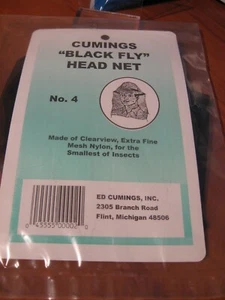 CUMINGS
"BLACK FLY"
HEAD NET
No. 4
Made of Clearview, Extra Fine
Mesh Nylon, for the
Smallest of Insects
ED CUMINGS, INC.
2305 Branch Road
Flint, Michigan 48506